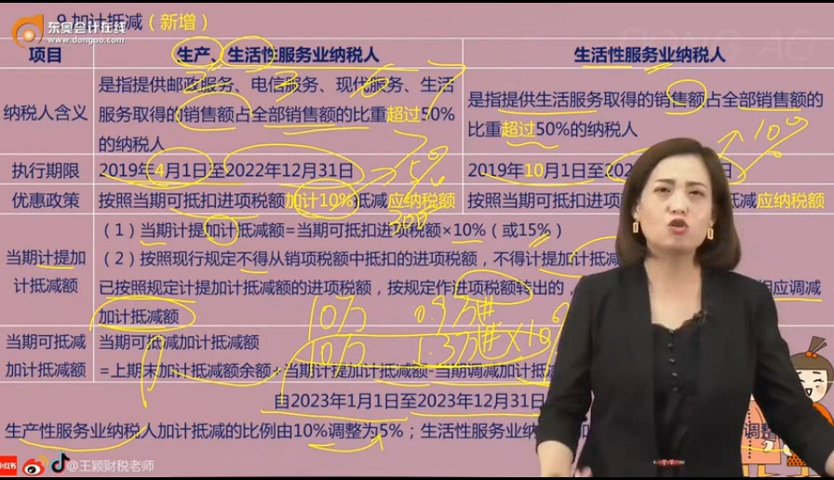 9.加计抵减（新增）
东奥会计在线
www.dongao.com
项目 生产、生活性服务业纳税人 生活性服务业纳税人
纳税人含义
是指提供邮政服务、电信服务、现代服务、生活
服务取得的销售额占全部销售额的比重超过50%
的纳税人
是指提供生活服务取得的销售额占全部销售额的
比重超过50%的纳税人
执行期限 2019年4月1日至2022年12月31日 2019年10月1日至202 日
优惠政策 按照当期可抵扣进项税额加计10%抵减应纳税额 按照当期可抵扣进项税额 减应纳税额
当期计提加
计抵减额
（1）当期计提加计抵减额=当期可抵扣进项税额×10%（或15%）
（2）按照现行规定不得从销项税额中抵扣的进项税额，不得计提加计抵减
已按照规定计提加计抵减额的进项税额，按规定作进项税额转出的， 相应调减
加计抵减额
当期可抵减
加计抵减额
当期可抵减加计抵减额
=上期末加计抵减额余额+当期计提加计抵减额-当期调减加计抵减
自2023年1月1日至2023年12月31日
生产性服务业纳税人加计抵减的比例由10%调整为5%；生活性服务业纳 调整
10万
10万 1.3万
小红书 @王颖财税老师